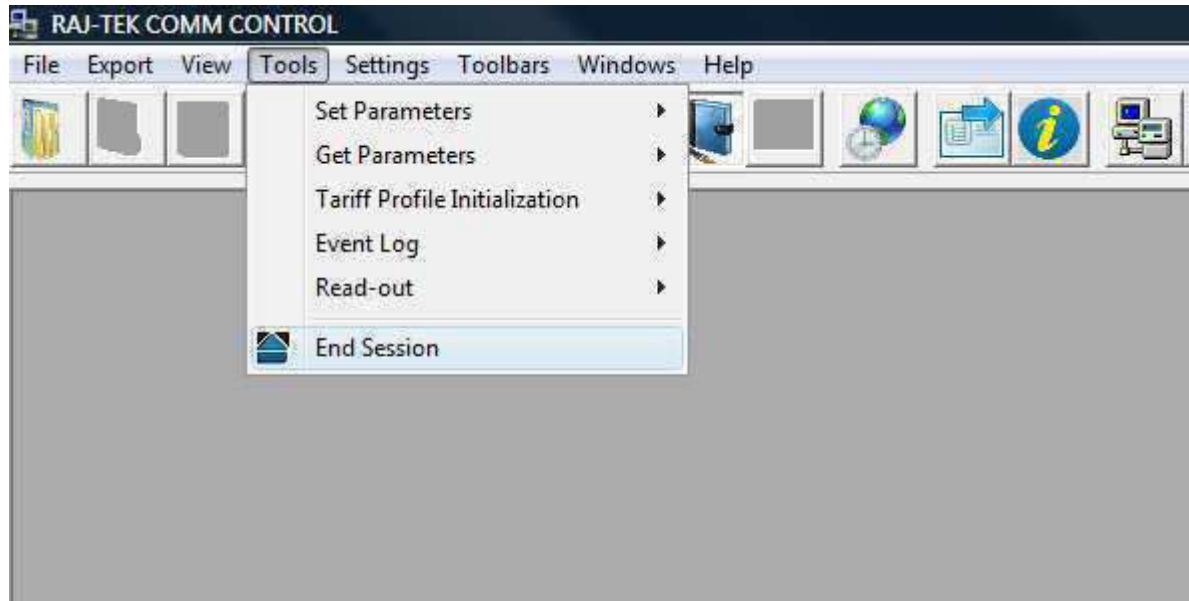 RAJ-TEK COMM CONTROL
File Export View Tools Settings Toolbars Windows Help
Set Parameters
Get Parameters
Tariff Profile Initialization
Event Log
Read-out
End Session